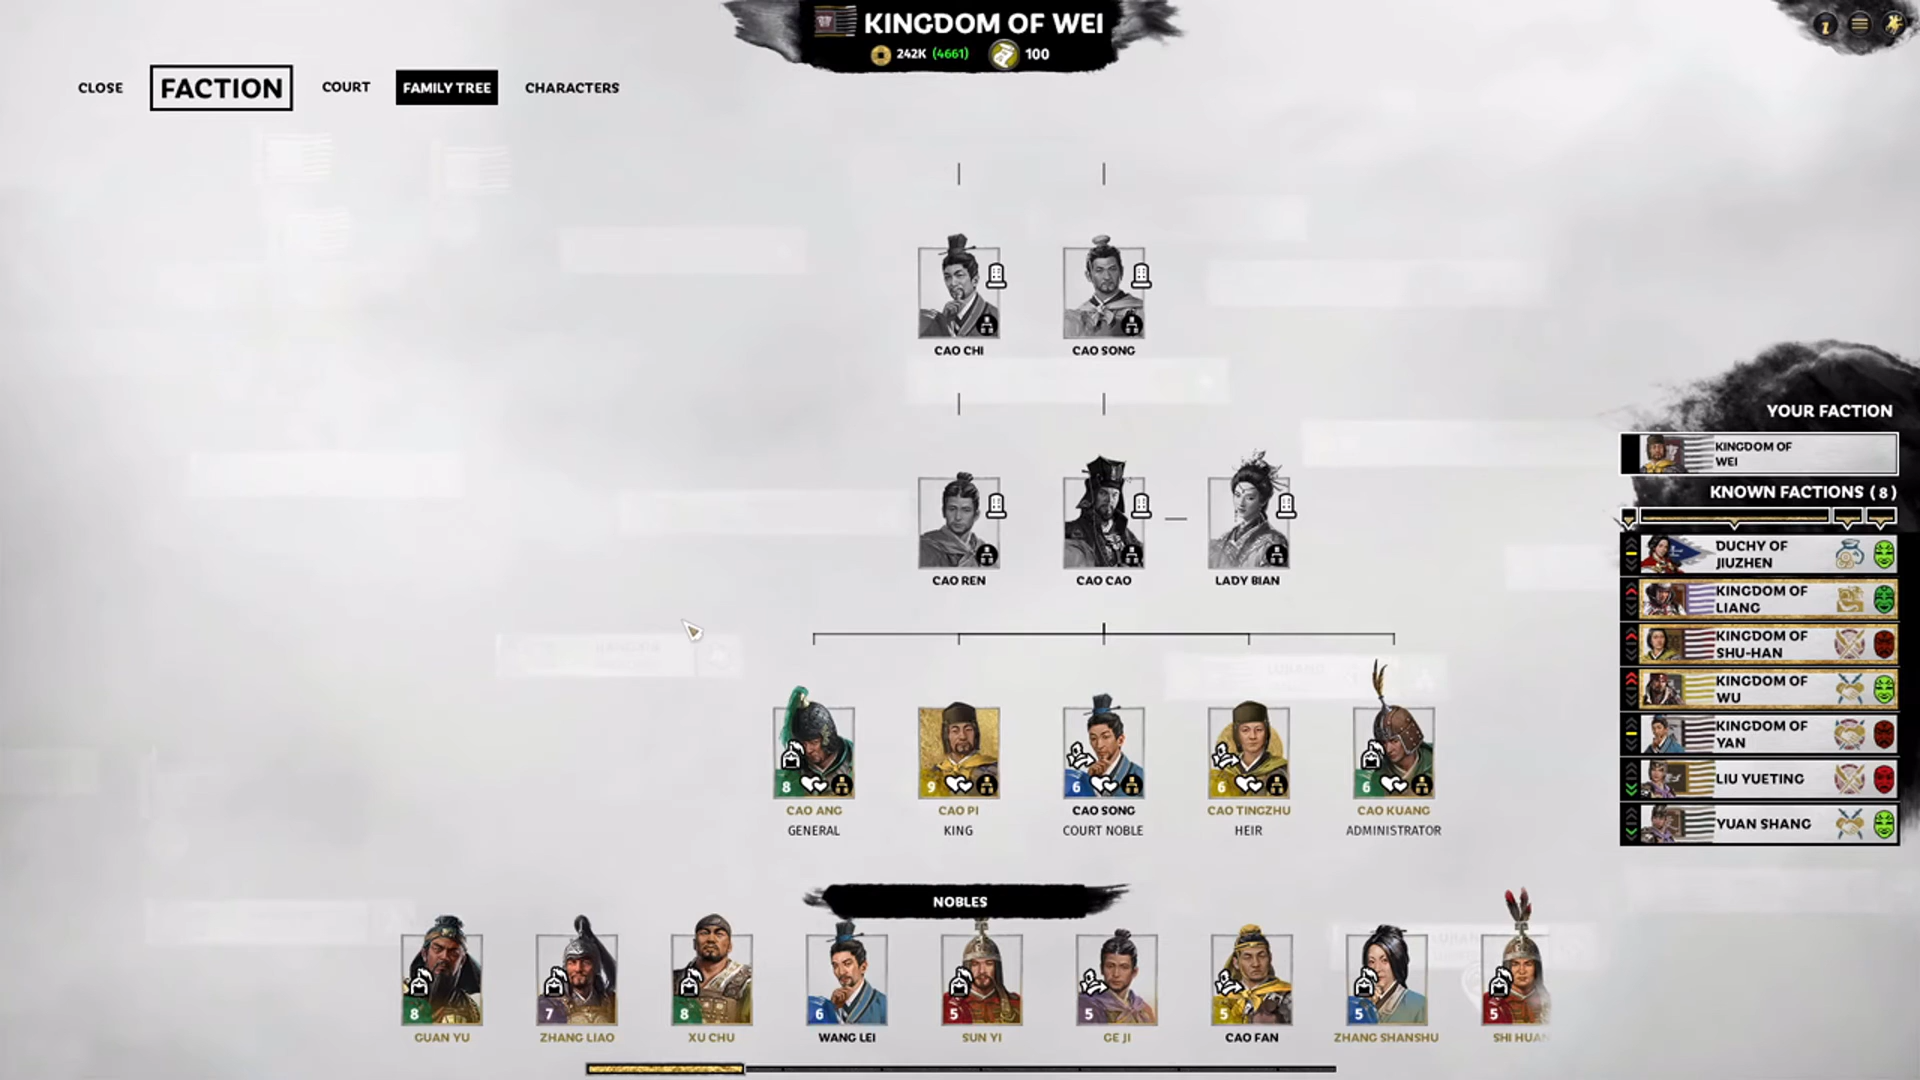 KINGDOM OF WEI
242K (4661) 100
CLOSE FACTION COURT FAMILY TREE CHARACTERS
CAO CHI CAO SONG
CAO REN CAO CAO LADY BIAN
8 9 6 6 6
CAO ANG CAO PI CAO SONG CAO TINGZHU CAO KUANG
GENERAL KING COURT NOBLE HEIR ADMINISTRATOR
NOBLES
8 7 8 6 5 5 5 5 5
GUAN YU ZHANG LIAO XU CHU WANG LEI SUN YI GE JI CAO FAN ZHANG SHANSHU SHI HUAN
YOUR FACTION
KINGDOM OF
WEI
KNOWN FACTIONS ( 8 )
DUCHY OF
JIUZHEN
KINGDOM OF
LIANG
KINGDOM OF
SHU-HAN
KINGDOM OF
WU
KINGDOM OF
YAN
LIU YUETING
YUAN SHANG